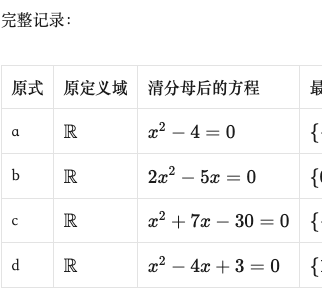 完整记录：
原式 原定义域 清分母后的方程
a ℝ x² − 4 = 0
b ℝ 2x² − 5x = 0
c ℝ x² + 7x − 30 = 0
d ℝ x² − 4x + 3 = 0